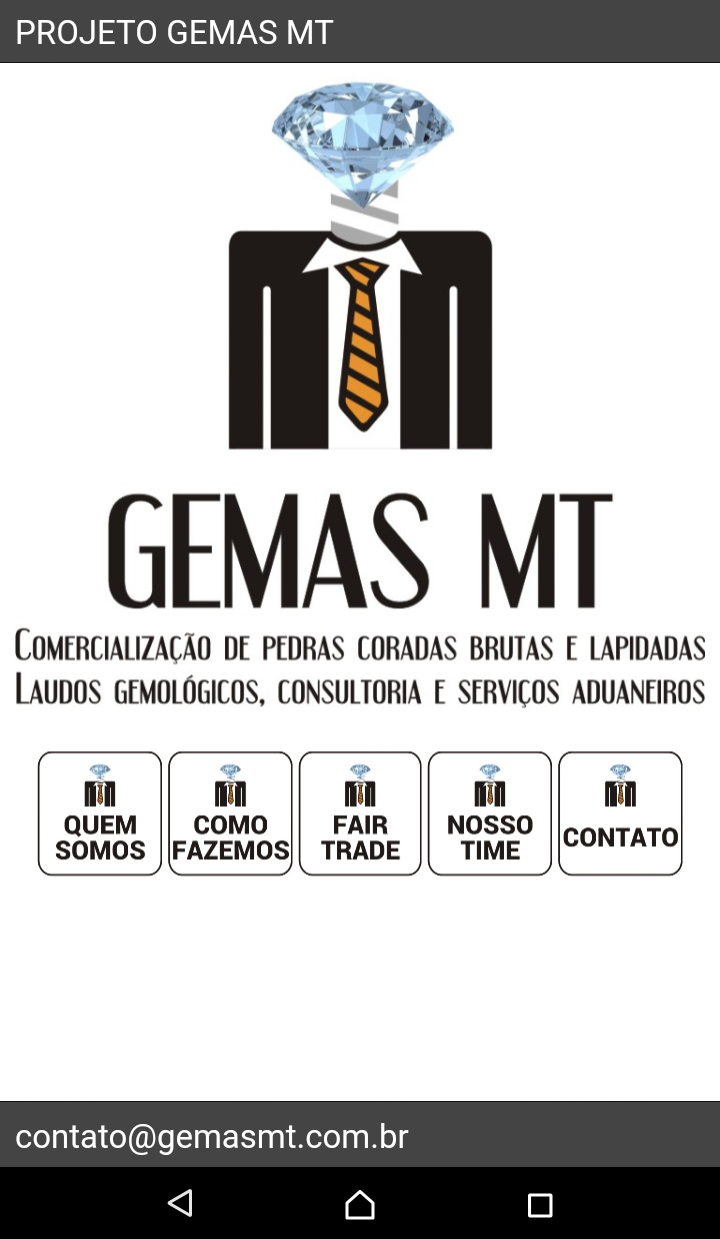 PROJETO GEMAS MT
GEMAS MT
COMERCIALIZAÇÃO DE PEDRAS CORADAS BRUTAS E LAPIDADAS
LAUDOS GEMOLÓGICOS, CONSULTORIA E SERVIÇOS ADUANEIROS
QUEM
SOMOS
COMO
FAZEMOS
FAIR
TRADE
NOSSO
TIME
CONTATO
contato@gemasmt.com.br